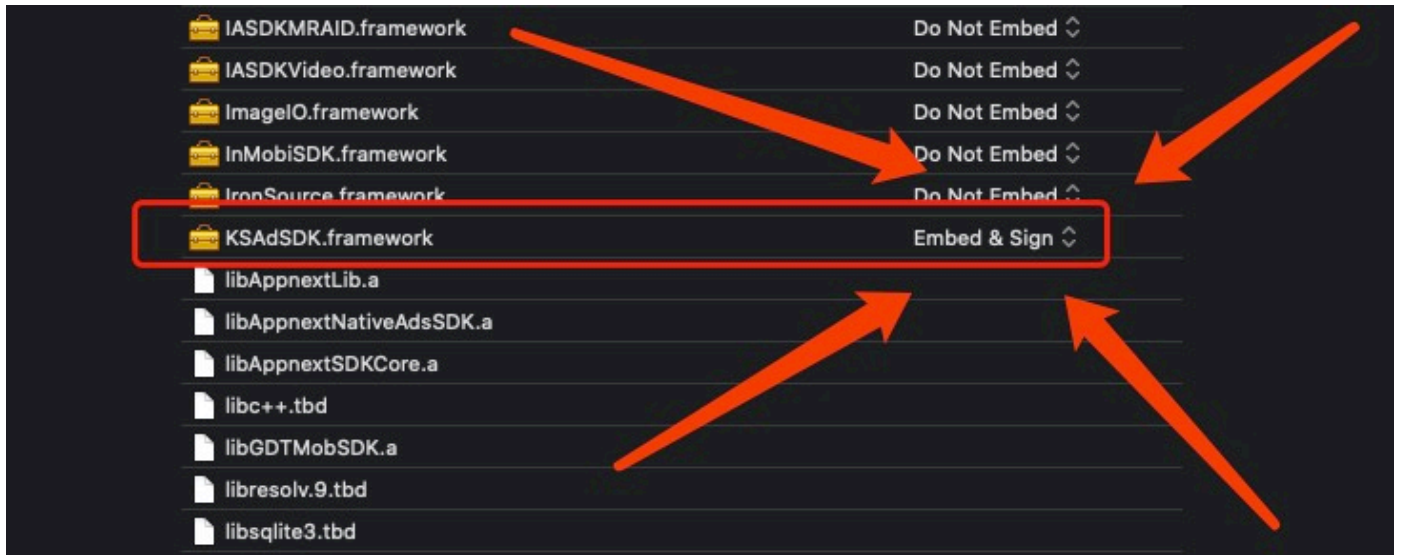 IASDKMRAID.framework Do Not Embed
IASDKVideo.framework Do Not Embed
ImageIO.framework Do Not Embed
InMobiSDK.framework Do Not Embed
IronSource.framework Do Not Embed
KSAdSDK.framework Embed & Sign
libAppnextLib.a
libAppnextNativeAdsSDK.a
libAppnextSDKCore.a
libc++.tbd
libGDTMobSDK.a
libresolv.9.tbd
libsqlite3.tbd